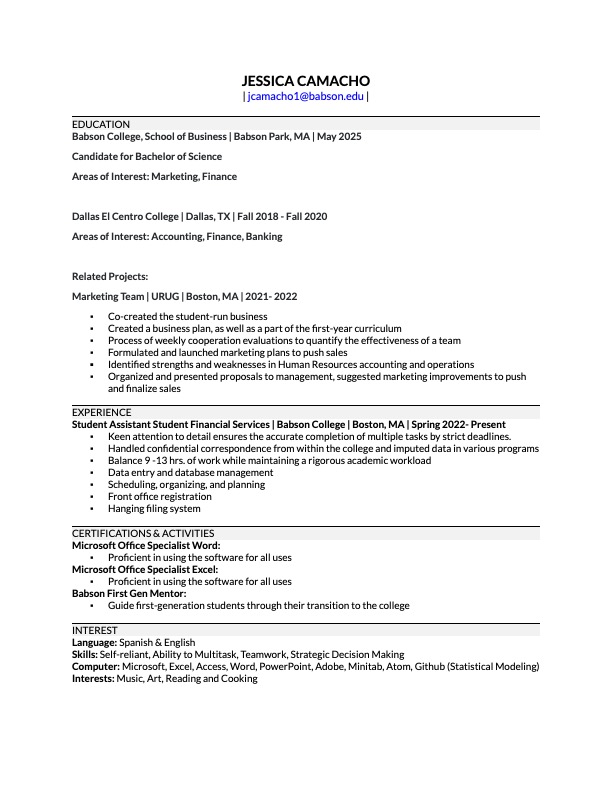 JESSICA CAMACHO
| jcamacho1@babson.edu |
EDUCATION
Babson College, School of Business | Babson Park, MA | May 2025
Candidate for Bachelor of Science
Areas of Interest: Marketing, Finance
Dallas El Centro College | Dallas, TX | Fall 2018 - Fall 2020
Areas of Interest: Accounting, Finance, Banking
Related Projects:
Marketing Team | URUG | Boston, MA | 2021- 2022
▪ Co-created the student-run business
▪ Created a business plan, as well as a part of the first-year curriculum
▪ Process of weekly cooperation evaluations to quantify the effectiveness of a team
▪ Formulated and launched marketing plans to push sales
▪ Identified strengths and weaknesses in Human Resources accounting and operations
▪ Organized and presented proposals to management, suggested marketing improvements to push
and finalize sales
EXPERIENCE
Student Assistant Student Financial Services | Babson College | Boston, MA | Spring 2022- Present
▪ Keen attention to detail ensures the accurate completion of multiple tasks by strict deadlines.
▪ Handled confidential correspondence from within the college and imputed data in various programs
▪ Balance 9 -13 hrs. of work while maintaining a rigorous academic workload
▪ Data entry and database management
▪ Scheduling, organizing, and planning
▪ Front office registration
▪ Hanging filing system
CERTIFICATIONS & ACTIVITIES
Microsoft Office Specialist Word:
▪ Proficient in using the software for all uses
Microsoft Office Specialist Excel:
▪ Proficient in using the software for all uses
Babson First Gen Mentor:
▪ Guide first-generation students through their transition to the college
INTEREST
Language: Spanish & English
Skills: Self-reliant, Ability to Multitask, Teamwork, Strategic Decision Making
Computer: Microsoft, Excel, Access, Word, PowerPoint, Adobe, Minitab, Atom, Github (Statistical Modeling)
Interests: Music, Art, Reading and Cooking